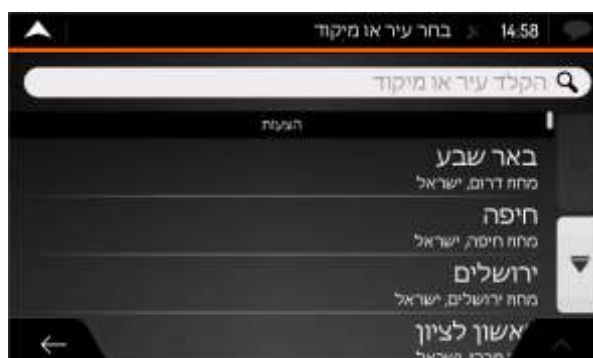 בחר עיר או מיקוד 14:58
הקלד עיר או מיקוד
הצעות
באר שבע
מחוז דרום, ישראל
חיפה
מחוז חיפה, ישראל
ירושלים
מחוז ירושלים, ישראל
ראשון לציון